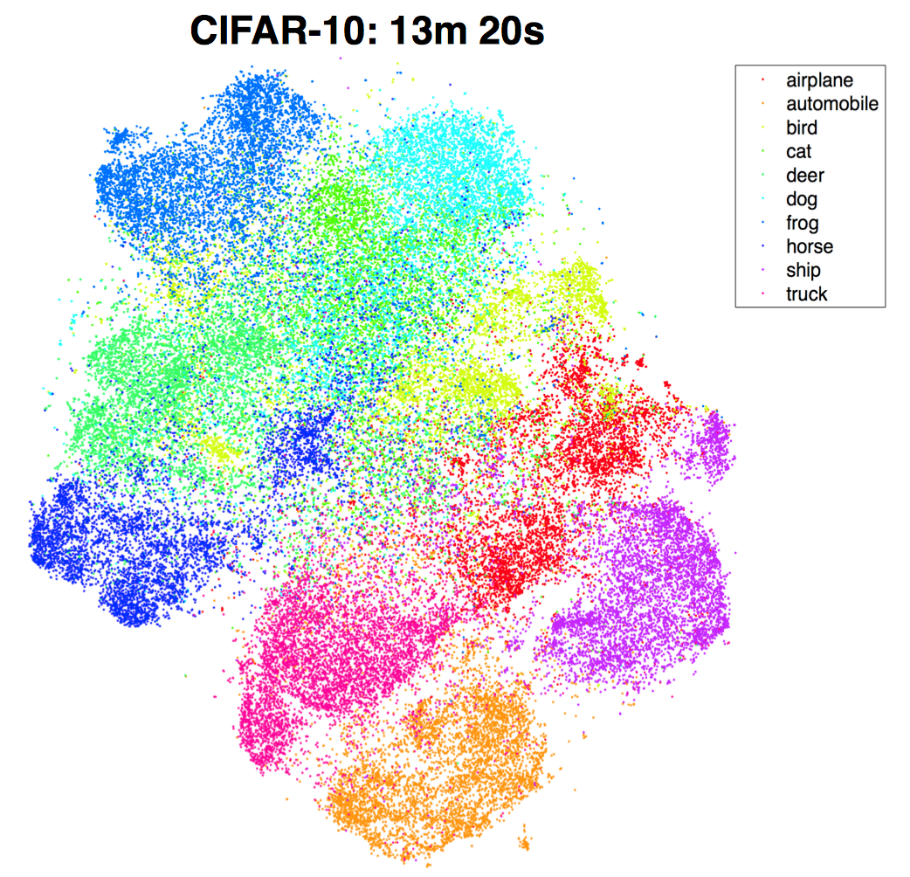 CIFAR-10: 13m 20s
airplane
automobile
bird
cat
deer
dog
frog
horse
ship
truck